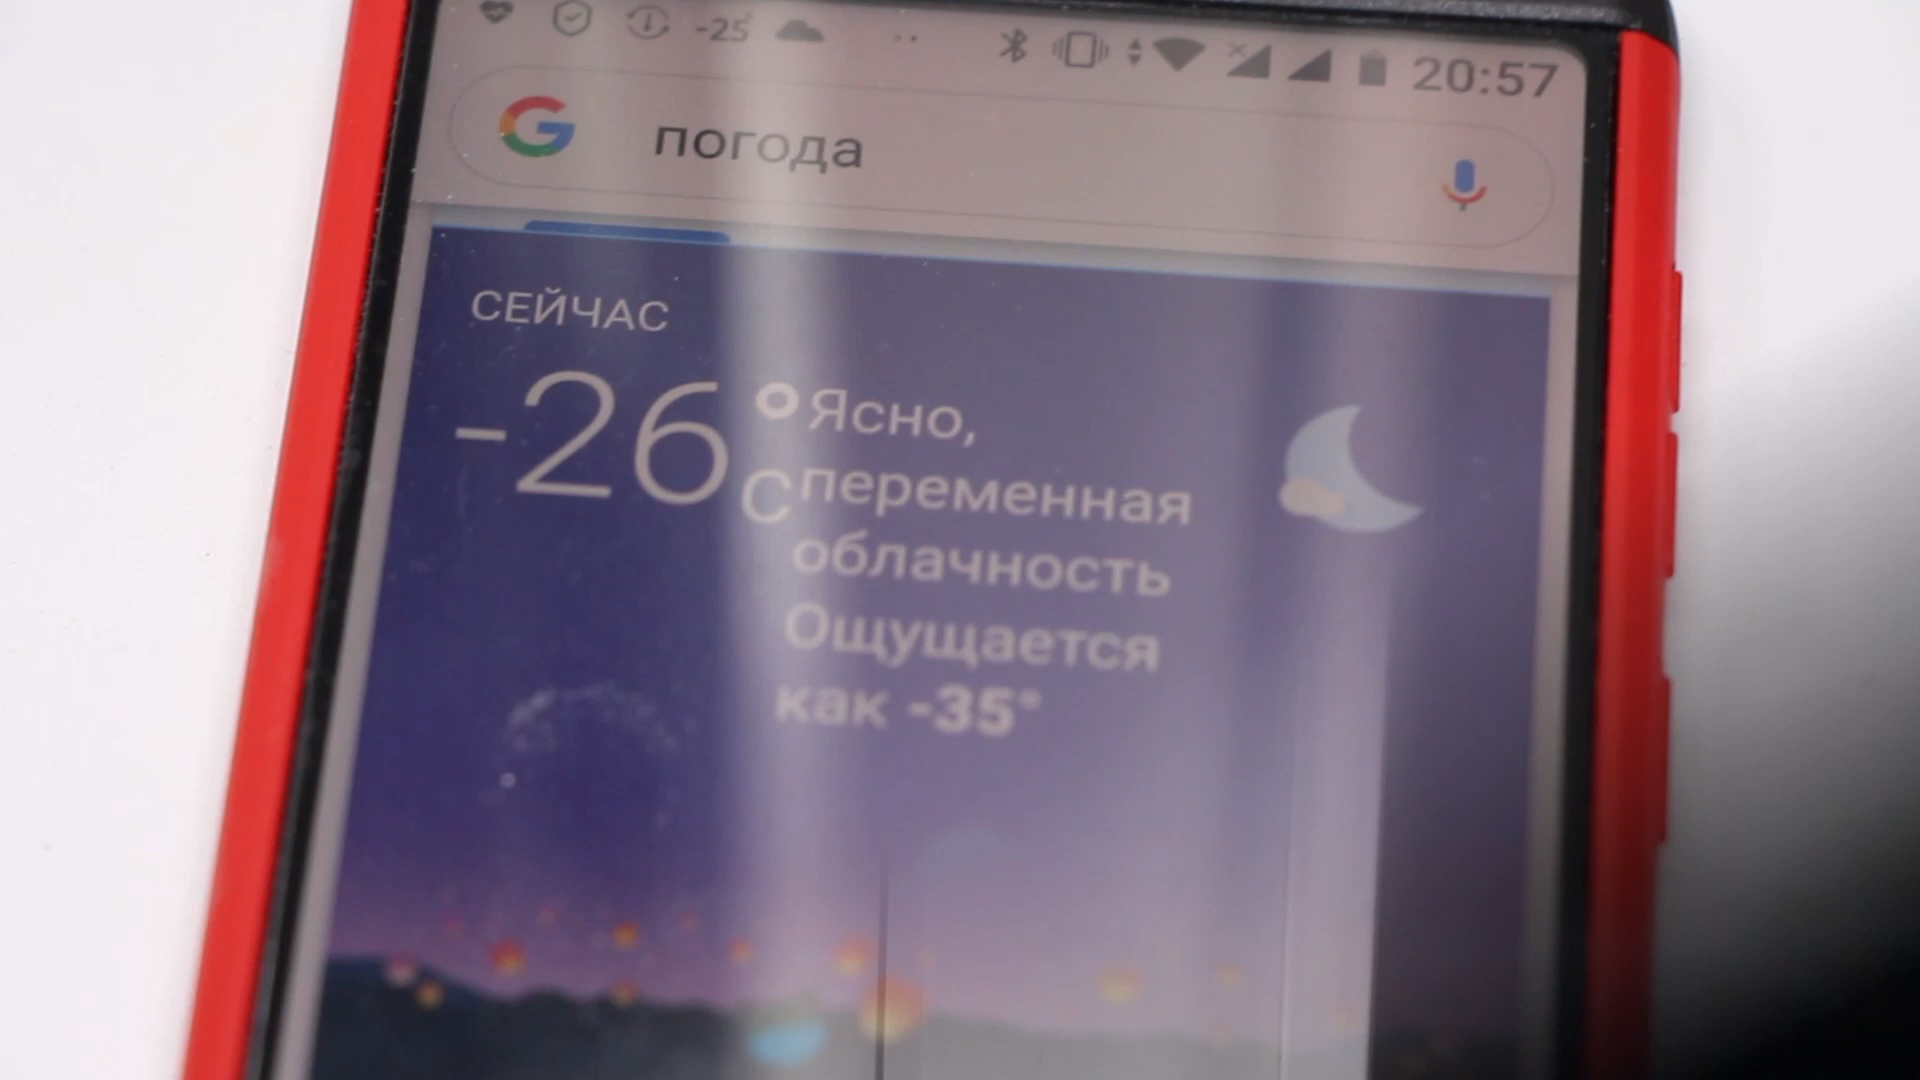 -25
20:57
погода
СЕЙЧАС
-26 °C
Ясно,
переменная
облачность
Ощущается
как -35°